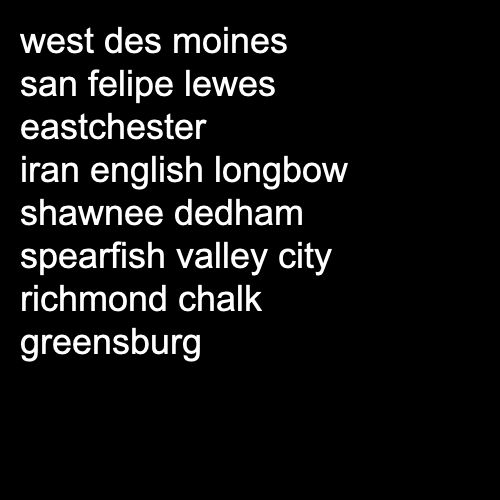 west des moines
san felipe lewes
eastchester
iran english longbow
shawnee dedham
spearfish valley city
richmond chalk
greensburg